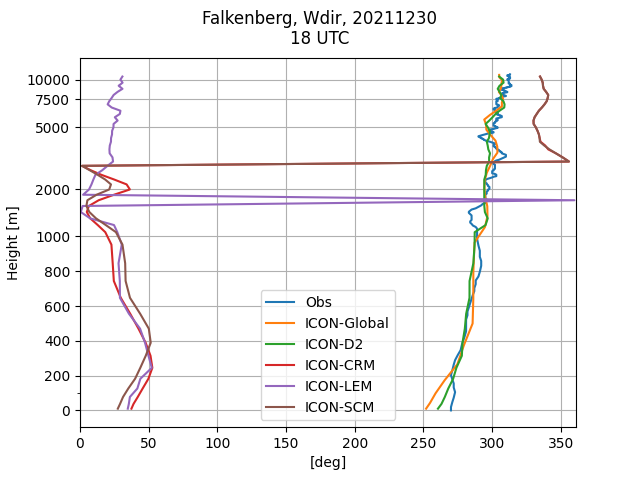 Falkenberg, Wdir, 20211230
18 UTC
Height [m]
10000
7500
5000
2000
1000
800
600
400
200
0
Obs
ICON-Global
ICON-D2
ICON-CRM
ICON-LEM
ICON-SCM
0 50 100 150 200 250 300 350
[deg]